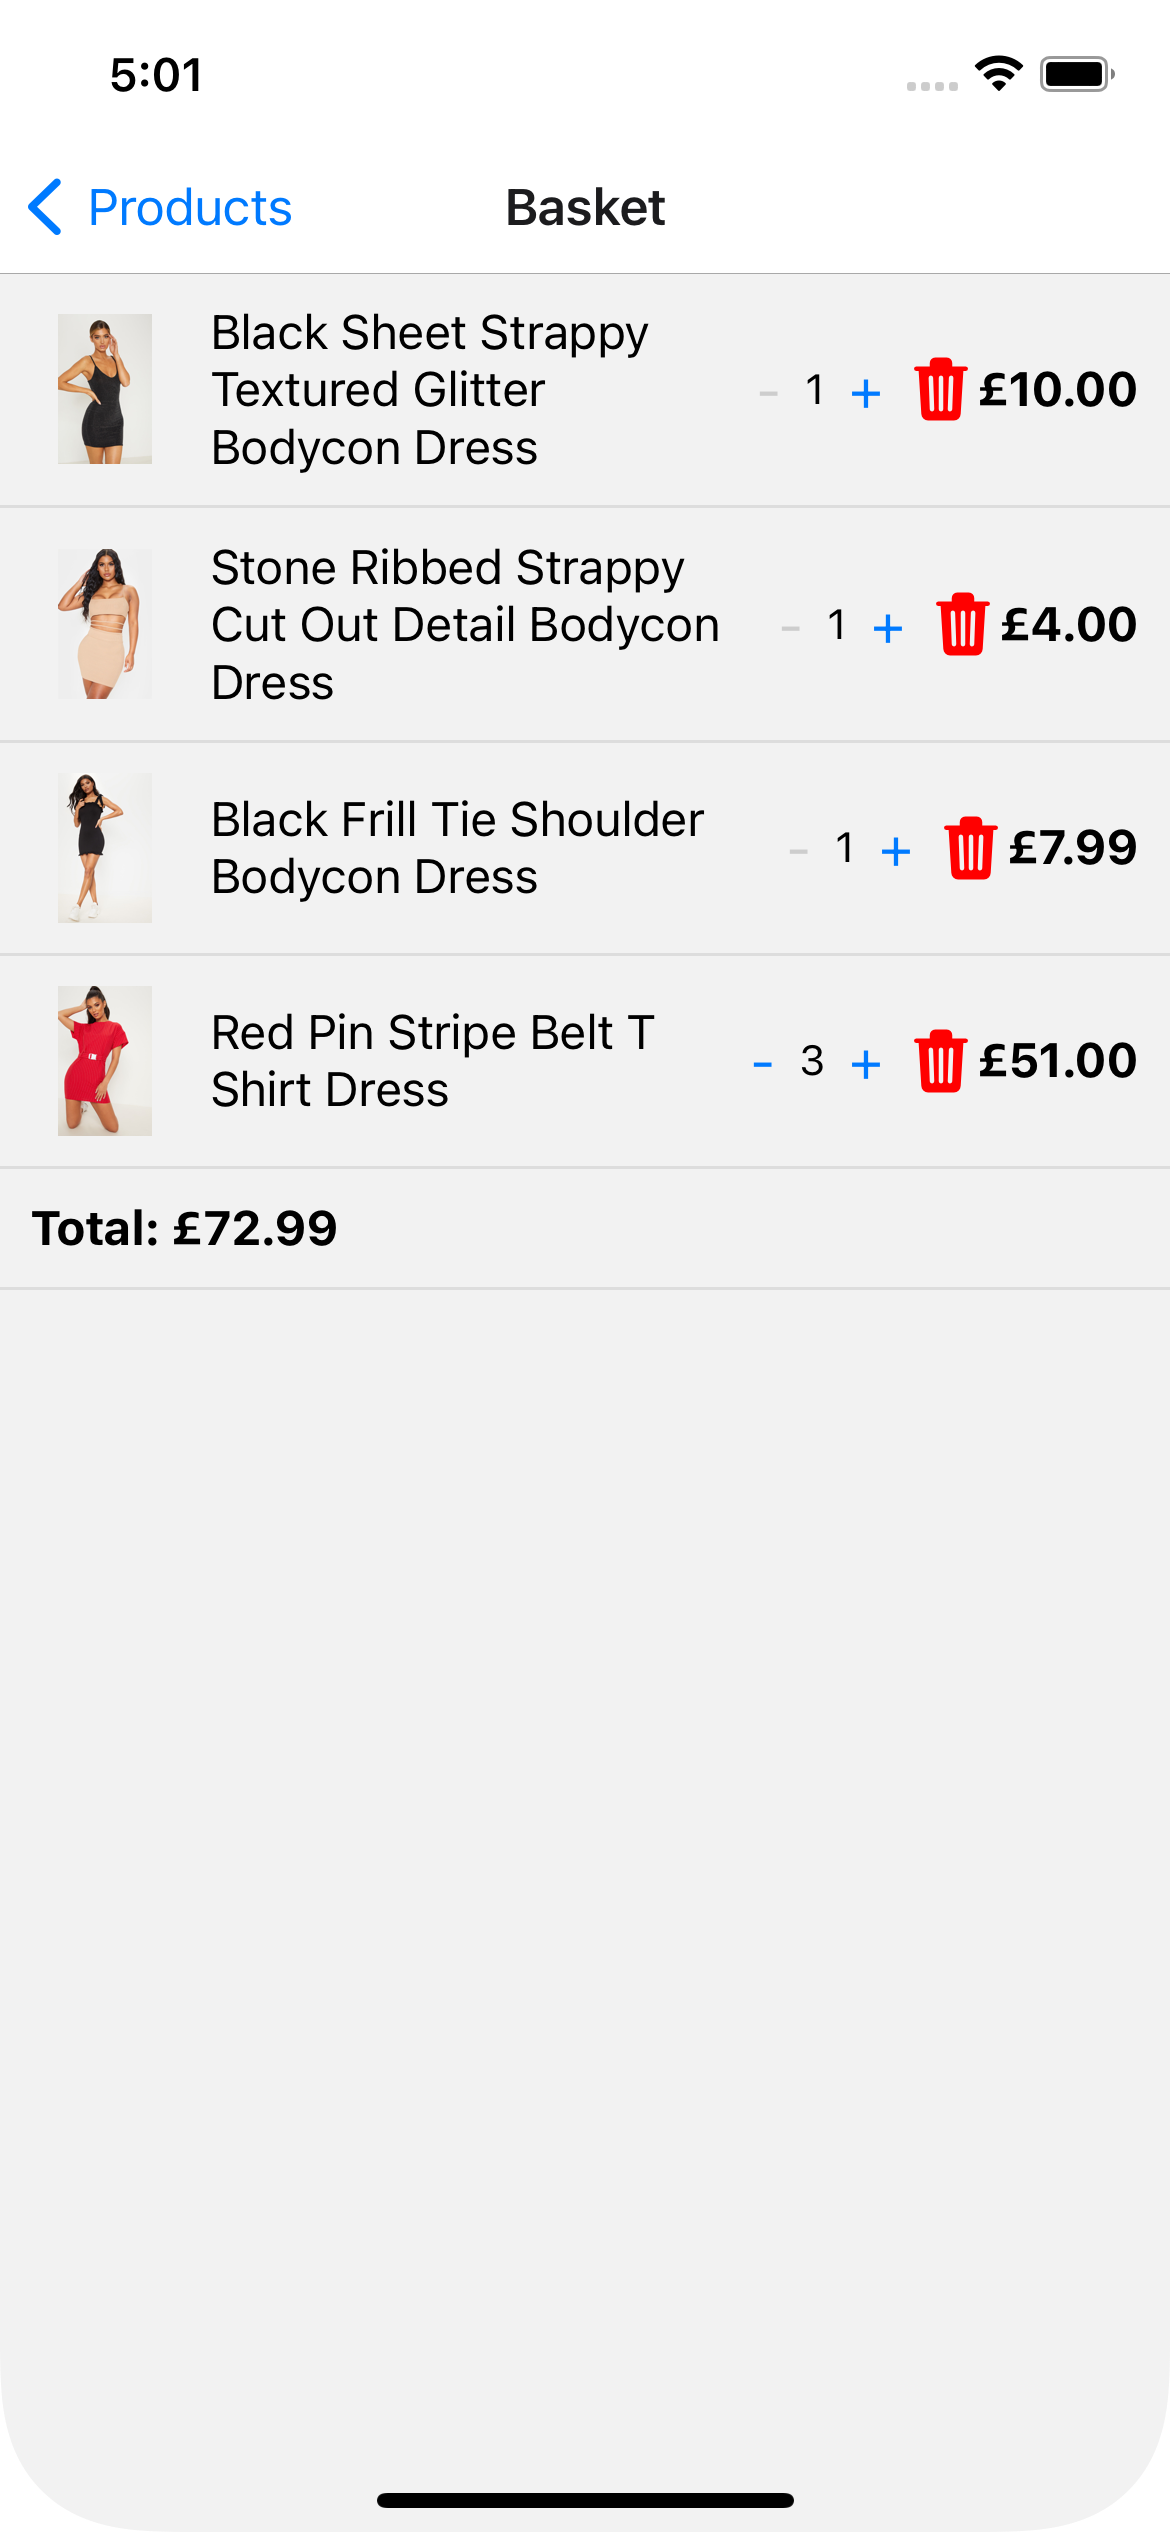 5:01
Products
Basket
Black Sheet Strappy
Textured Glitter
Bodycon Dress
- 1 + £10.00
Stone Ribbed Strappy
Cut Out Detail Bodycon
Dress
- 1 + £4.00
Black Frill Tie Shoulder
Bodycon Dress
- 1 + £7.99
Red Pin Stripe Belt T
Shirt Dress
- 3 + £51.00
Total: £72.99